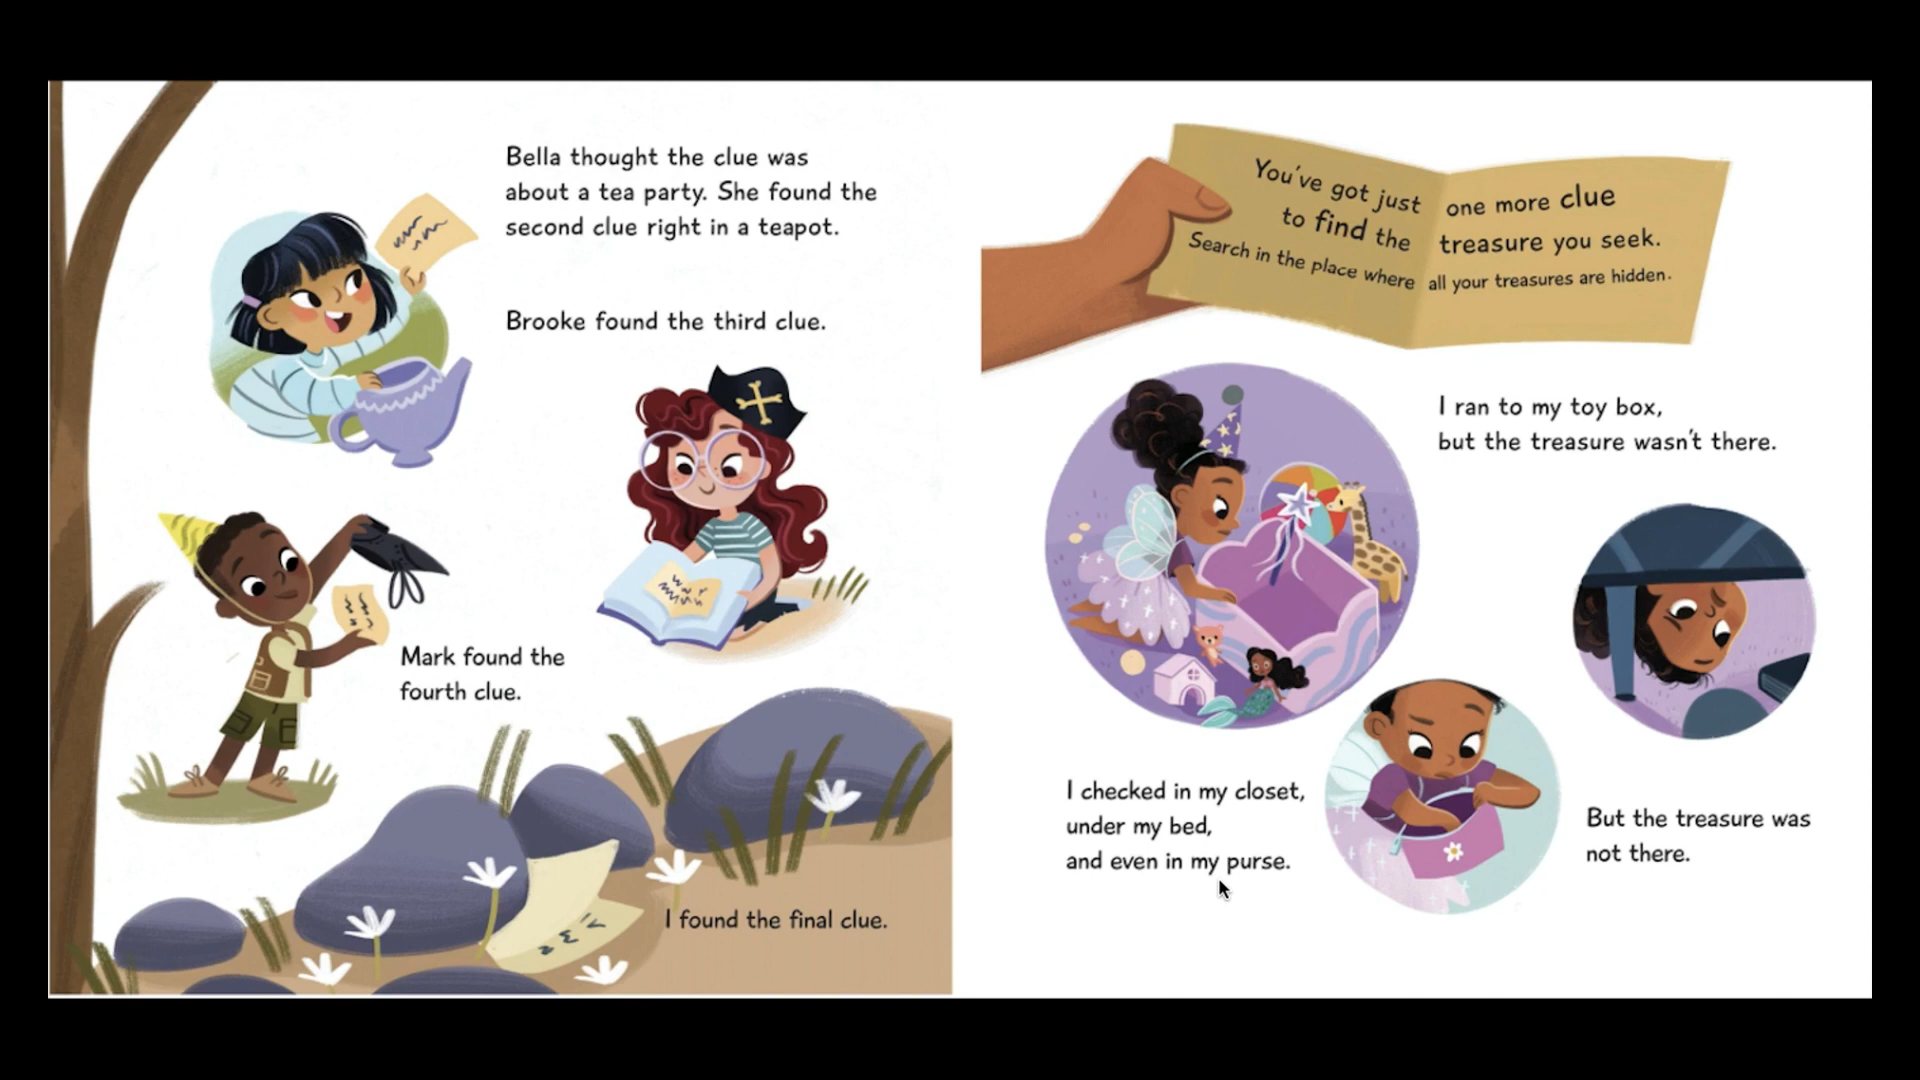 Bella thought the clue was
about a tea party. She found the
second clue right in a teapot.
Brooke found the third clue.
Mark found the
fourth clue.
I found the final clue.
You've got just one more clue
to find the treasure you seek.
Search in the place where all your treasures are hidden.
I ran to my toy box,
but the treasure wasn't there.
I checked in my closet,
under my bed,
and even in my purse.
But the treasure was
not there.